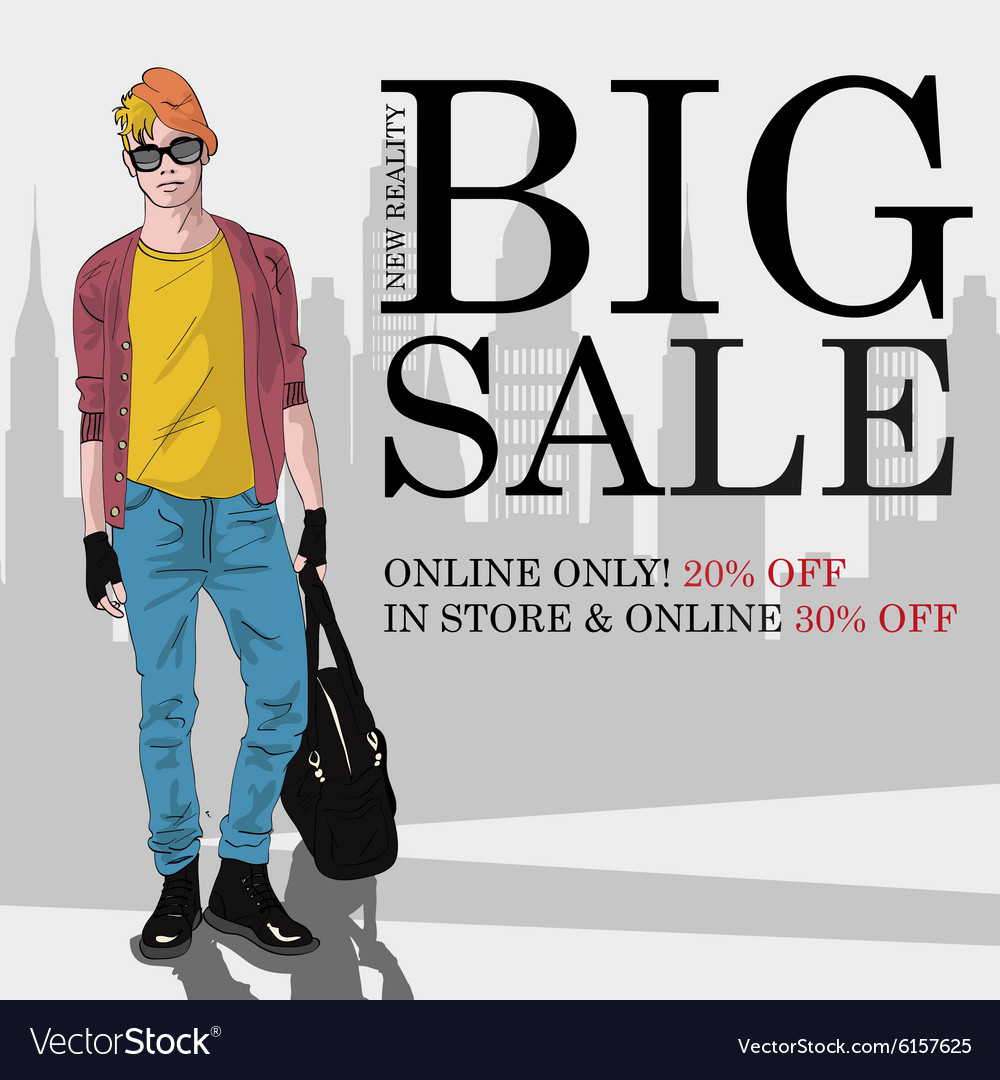 NEW REALITY
BIG
SALE
ONLINE ONLY! 20% OFF
IN STORE & ONLINE 30% OFF
VectorStock®
VectorStock.com/6157625